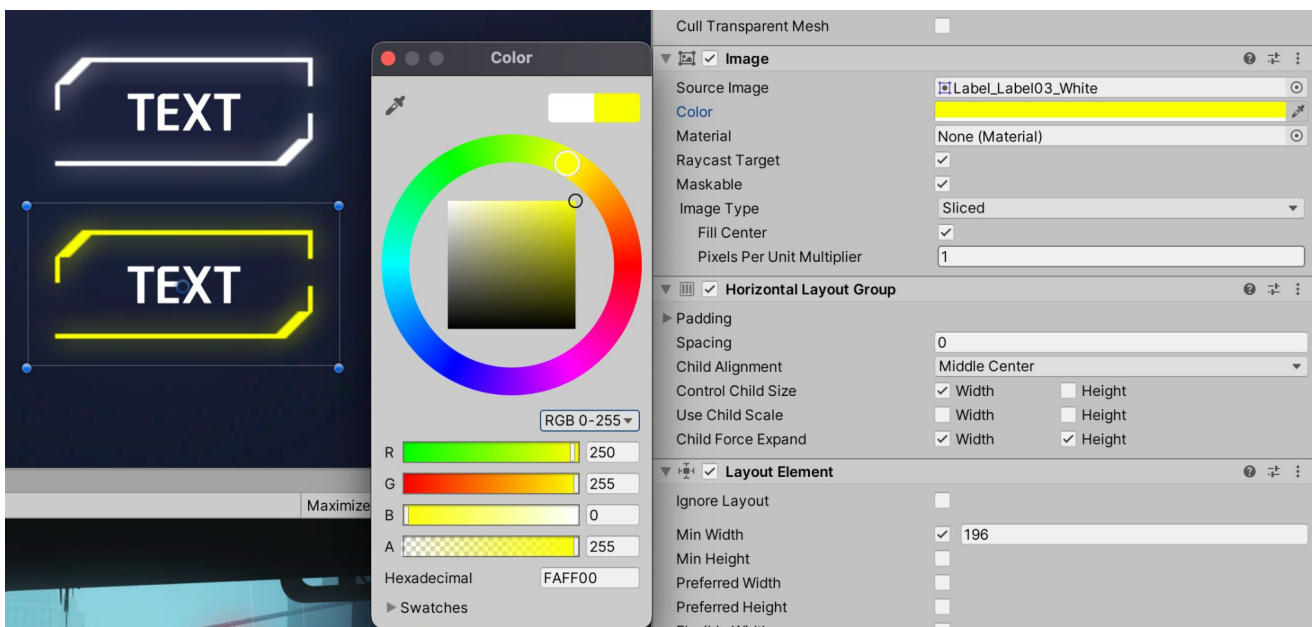 TEXT
TEXT
Maximize
Color
RGB 0-255
R 250
G 255
B 0
A 255
Hexadecimal FAFF00
Swatches
Cull Transparent Mesh
Image
Source Image Label_Label03_White
Color
Material None (Material)
Raycast Target
Maskable
Image Type Sliced
Fill Center
Pixels Per Unit Multiplier 1
Horizontal Layout Group
Padding
Spacing 0
Child Alignment Middle Center
Control Child Size Width Height
Use Child Scale Width Height
Child Force Expand Width Height
Layout Element
Ignore Layout
Min Width 196
Min Height
Preferred Width
Preferred Height